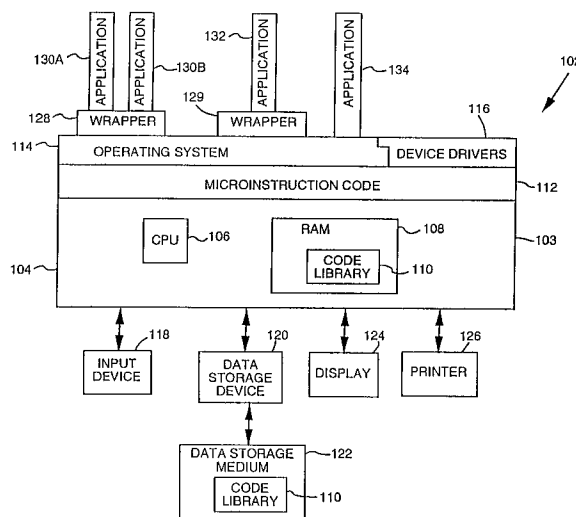 130A
APPLICATION
APPLICATION
130B
132
APPLICATION
APPLICATION
134
102
128
WRAPPER
129
WRAPPER
116
114
OPERATING SYSTEM
DEVICE DRIVERS
MICROINSTRUCTION CODE
112
CPU
106
RAM
108
CODE
LIBRARY
110
103
104
118
INPUT
DEVICE
120
DATA
STORAGE
DEVICE
124
DISPLAY
126
PRINTER
DATA STORAGE
MEDIUM
122
CODE
LIBRARY
110